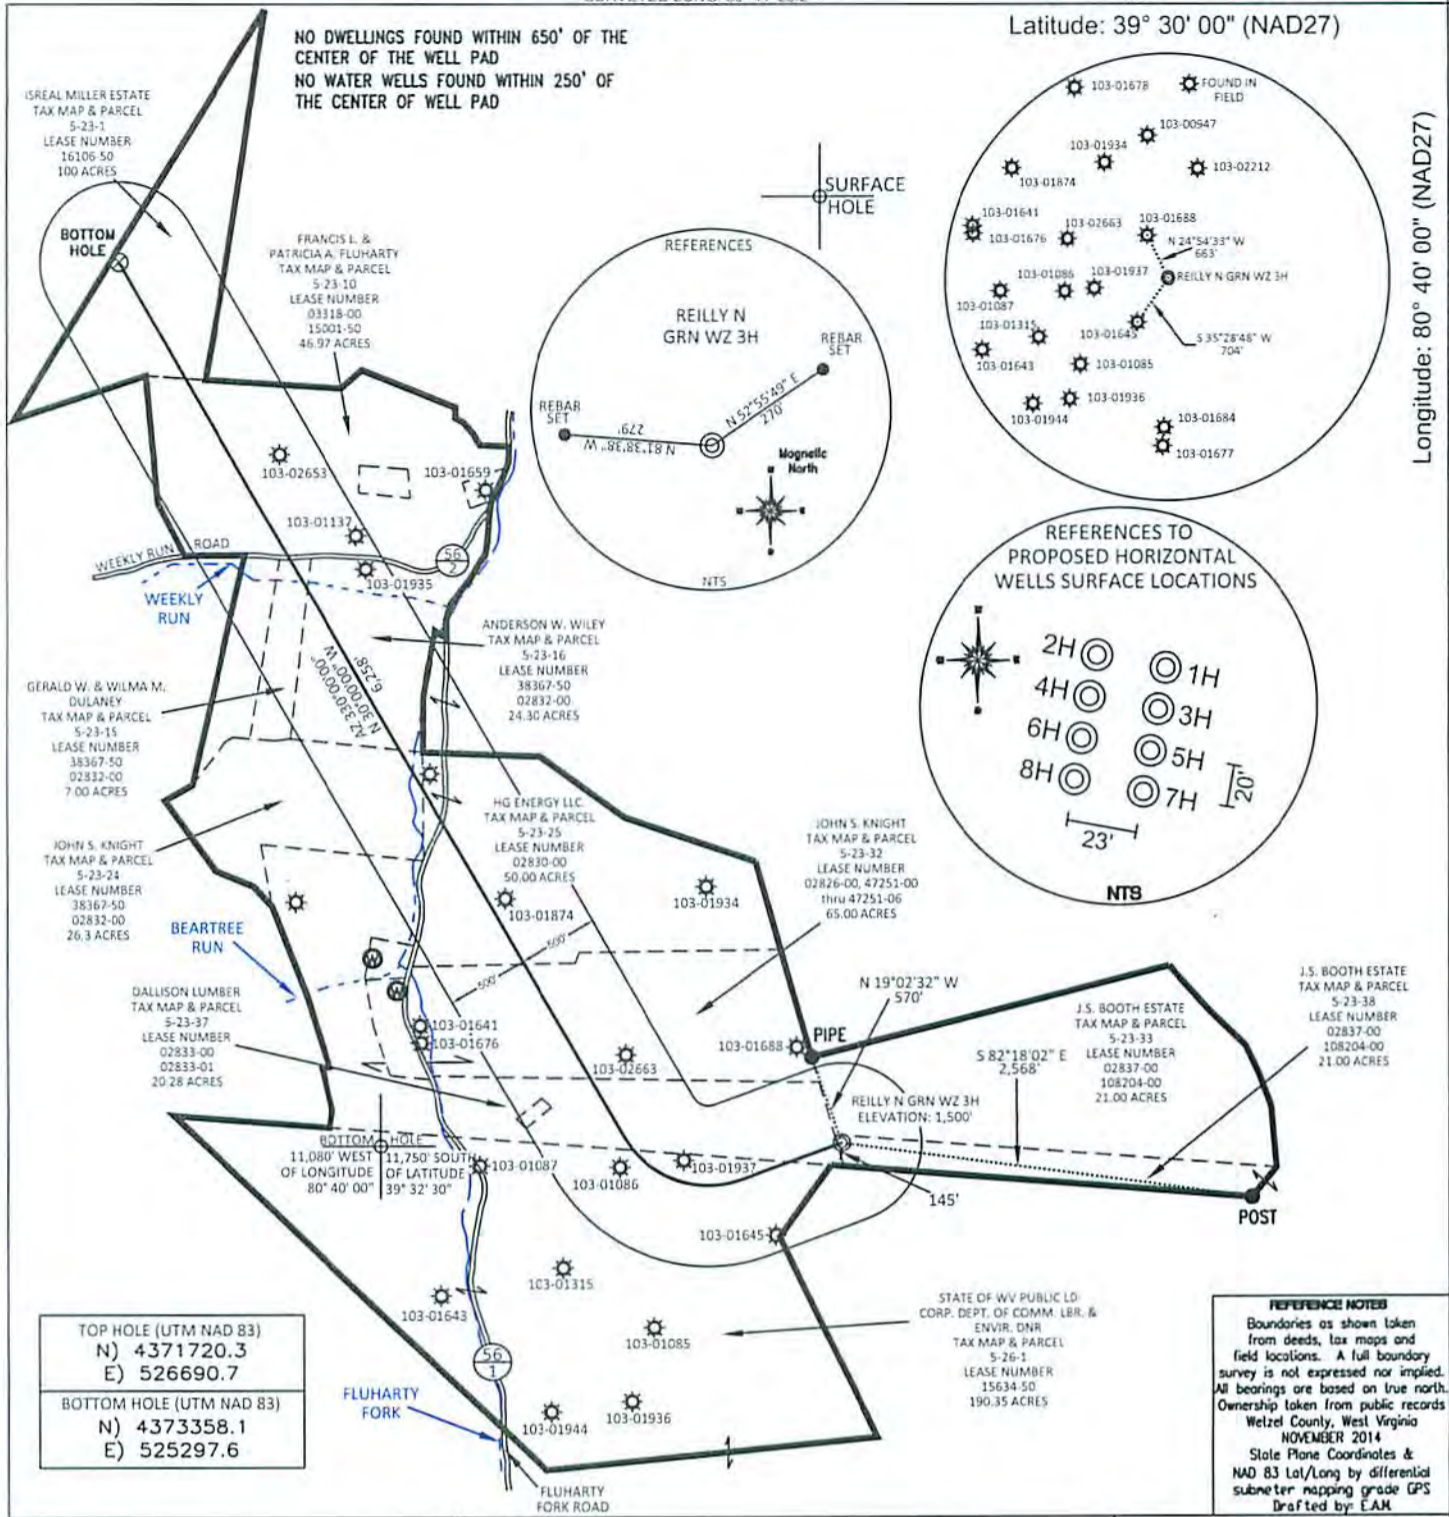 NO DWELLINGS FOUND WITHIN 650' OF THE
CENTER OF THE WELL PAD
NO WATER WELLS FOUND WITHIN 250' OF
THE CENTER OF WELL PAD
Latitude: 39° 30' 00" (NAD27)
Longitude: 80° 40' 00" (NAD27)
ISREAL MILLER ESTATE
TAX MAP & PARCEL
5-23-1
LEASE NUMBER
16106-50
100 ACRES
BOTTOM
HOLE
FRANCIS L. &
PATRICIA A. FLUHARTY
TAX MAP & PARCEL
5-23-10
LEASE NUMBER
03318-00
15001-50
46.97 ACRES
SURFACE
HOLE
REFERENCES
REILLY N
GRN WZ 3H
REBAR
SET
REBAR
SET
N 52°55'49" E
270'
279'
N 81°38'38" W
Magnetic
North
NTS
103-01678
FOUND IN
FIELD
103-00947
103-01934
103-02212
103-01874
103-01641
103-01676
103-02663
103-01688
N 24°54'33" W
663'
103-01086
103-01937
REILLY N GRN WZ 3H
103-01087
103-01315
103-01645
S 35°28'48" W
704'
103-01643
103-01085
103-01944
103-01936
103-01684
103-01677
REFERENCES TO
PROPOSED HORIZONTAL
WELLS SURFACE LOCATIONS
2H
1H
4H
3H
6H
5H
8H
7H
20'
23'
NTS
103-02653
103-01659
103-01137
WEEKLY RUN ROAD
56
2
103-01935
WEEKLY
RUN
ANDERSON W. WILEY
TAX MAP & PARCEL
5-23-16
LEASE NUMBER
38367-50
02832-00
24.30 ACRES
AZ 330°00'00"
N 30°00'00" W
6,258'
GERALD W. & WILMA M.
DULANEY
TAX MAP & PARCEL
5-23-15
LEASE NUMBER
38367-50
02832-00
7.00 ACRES
HG ENERGY LLC.
TAX MAP & PARCEL
5-23-25
LEASE NUMBER
02830-00
50.00 ACRES
JOHN S. KNIGHT
TAX MAP & PARCEL
5-23-32
LEASE NUMBER
02826-00, 47251-00
thru 47251-06
65.00 ACRES
JOHN S. KNIGHT
TAX MAP & PARCEL
5-23-24
LEASE NUMBER
38367-50
02832-00
26.3 ACRES
103-01874
103-01934
BEARTREE
RUN
500'
500'
W
W
DALLISON LUMBER
TAX MAP & PARCEL
5-23-37
LEASE NUMBER
02833-00
02833-01
20.28 ACRES
103-01641
103-01676
103-02663
103-01688
PIPE
N 19°02'32" W
570'
J.S. BOOTH ESTATE
TAX MAP & PARCEL
5-23-33
LEASE NUMBER
02837-00
108204-00
21.00 ACRES
J.S. BOOTH ESTATE
TAX MAP & PARCEL
5-23-38
LEASE NUMBER
02837-00
108204-00
21.00 ACRES
S 82°18'02" E
2,568'
REILLY N GRN WZ 3H
ELEVATION: 1,500'
BOTTOM HOLE
11,080' WEST
OF LONGITUDE
80° 40' 00"
11,750' SOUTH
OF LATITUDE
39° 32' 30"
103-01087
103-01086
103-01937
145'
POST
103-01645
103-01315
103-01643
103-01085
STATE OF WV PUBLIC LD
CORP. DEPT. OF COMM. LBR. &
ENVIR. DNR
TAX MAP & PARCEL
5-26-1
LEASE NUMBER
15634-50
190.35 ACRES
56
1
103-01944
103-01936
FLUHARTY
FORK
FLUHARTY
FORK ROAD
TOP HOLE (UTM NAD 83)
N) 4371720.3
E) 526690.7
BOTTOM HOLE (UTM NAD 83)
N) 4373358.1
E) 525297.6
REFERENCE NOTES
Boundaries as shown taken
from deeds, tax maps and
field locations. A full boundary
survey is not expressed nor implied.
All bearings are based on true north.
Ownership taken from public records
Wetzel County, West Virginia
NOVEMBER 2014
State Plane Coordinates &
NAD 83 Lat/Long by differential
submeter mapping grade GPS
Drafted by: E.A.M.